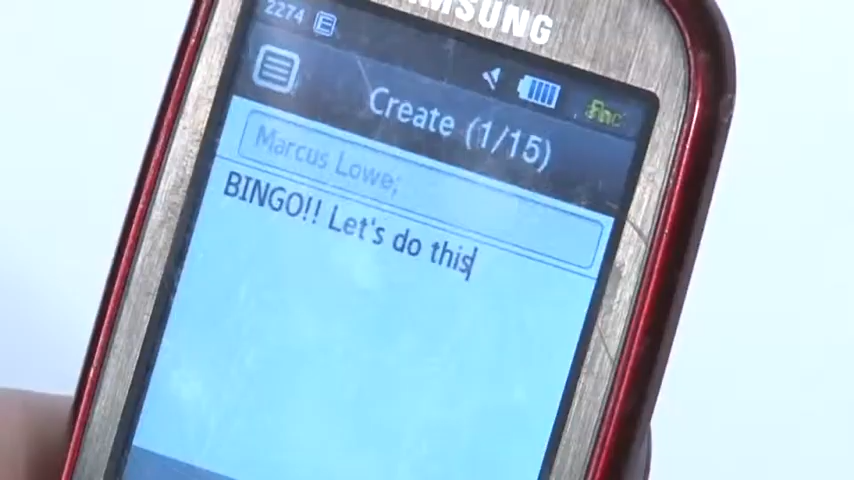 SAMSUNG
2274
Create (1/15)
Marcus Lowe;
BINGO!! Let's do this